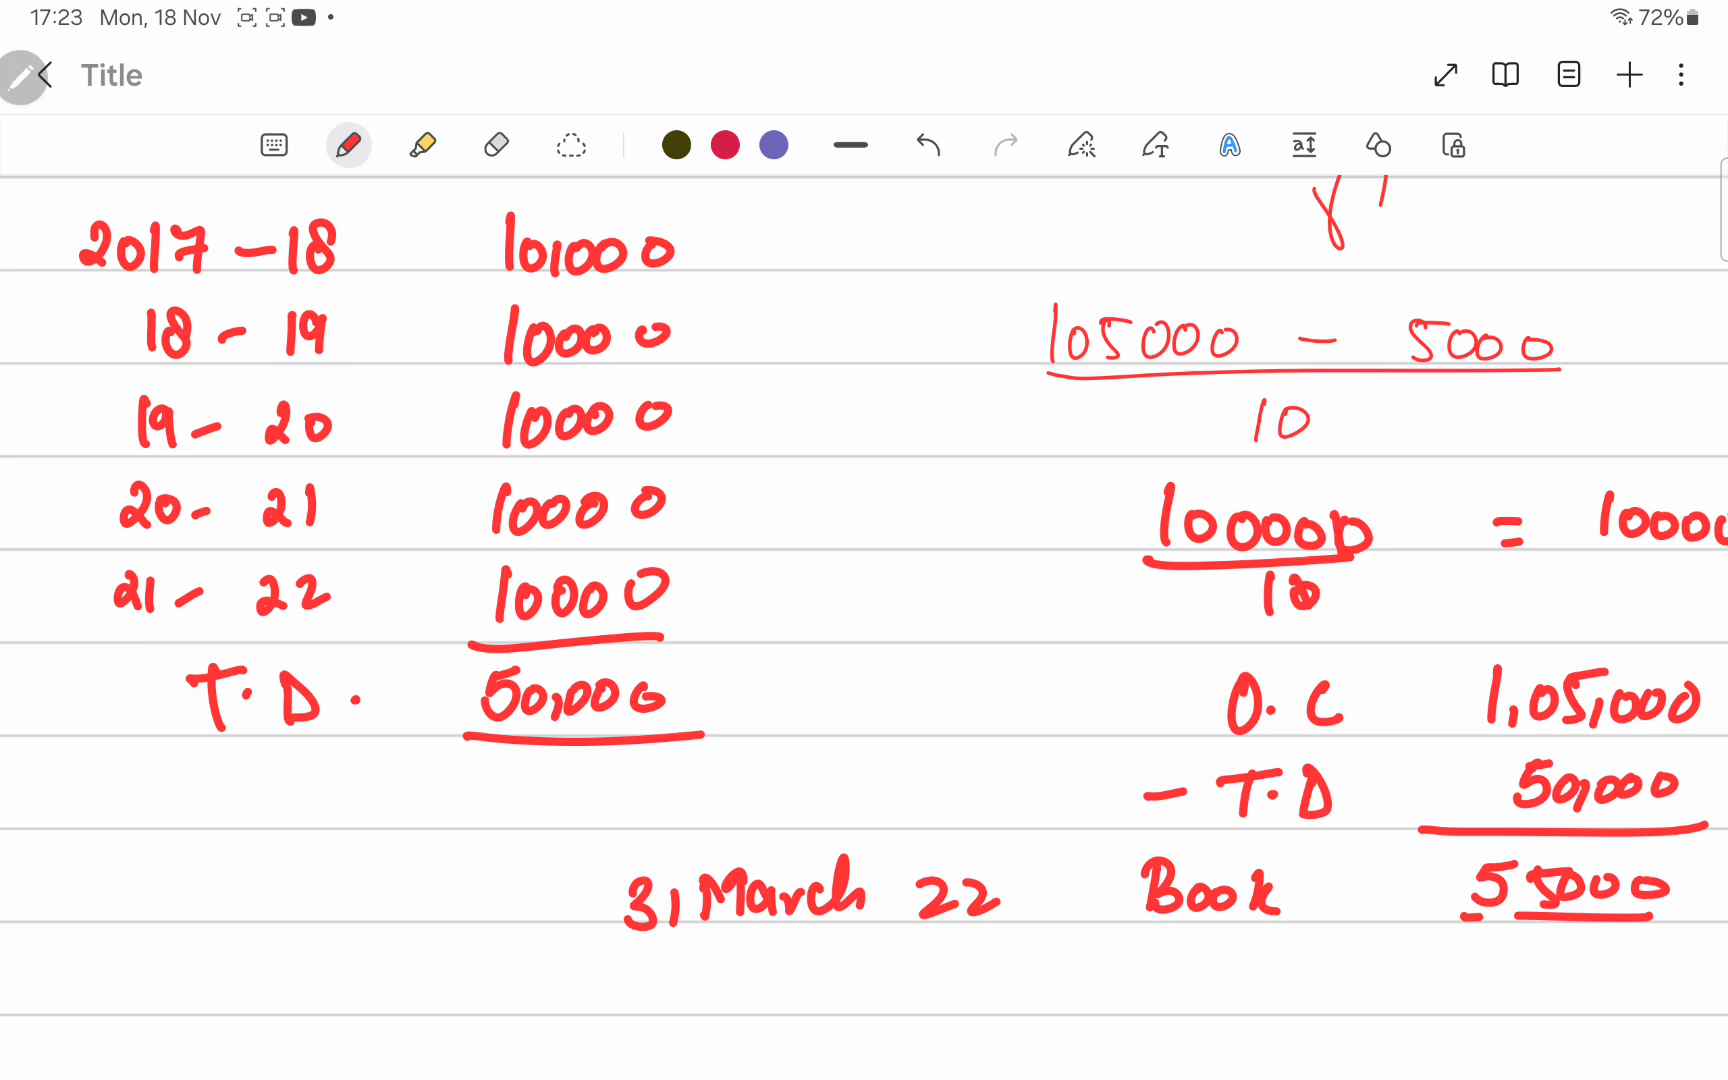 17:23 Mon, 18 Nov
72%
Title
2017 - 18 10,000
18 - 19 10000
19 - 20 10000
20 - 21 10000
21 - 22 10000
T. D. 50,000
105000 - 5000
10
100000 = 10000
10
O. C 1,05,000
- T. D 50,000
31 March 22 Book 55000